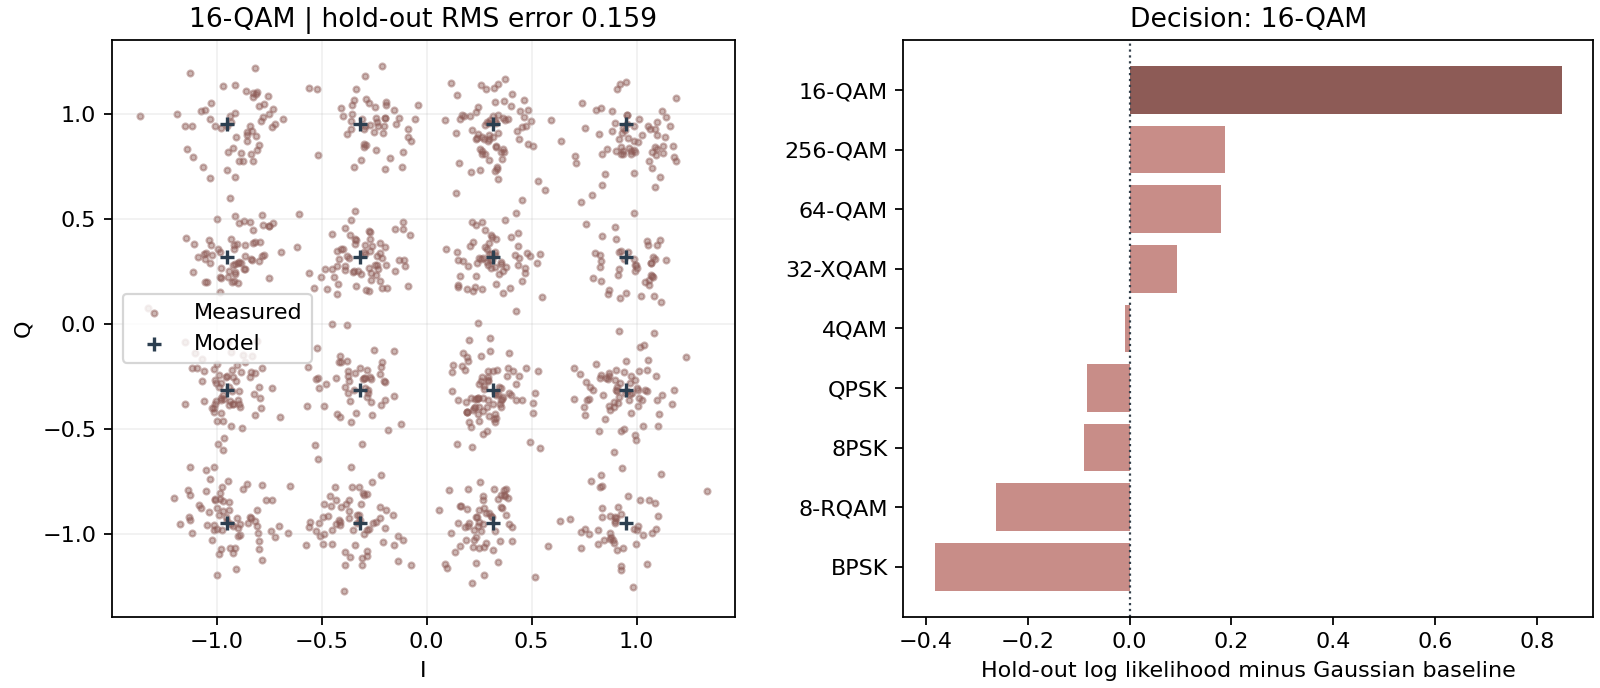 16-QAM | hold-out RMS error 0.159
1.0
0.5
0.0
−0.5
−1.0
Q
Measured
Model
−1.0
−0.5
0.0
0.5
1.0
I
Decision: 16-QAM
16-QAM
256-QAM
64-QAM
32-XQAM
4QAM
QPSK
8PSK
8-RQAM
BPSK
−0.4
−0.2
0.0
0.2
0.4
0.6
0.8
Hold-out log likelihood minus Gaussian baseline